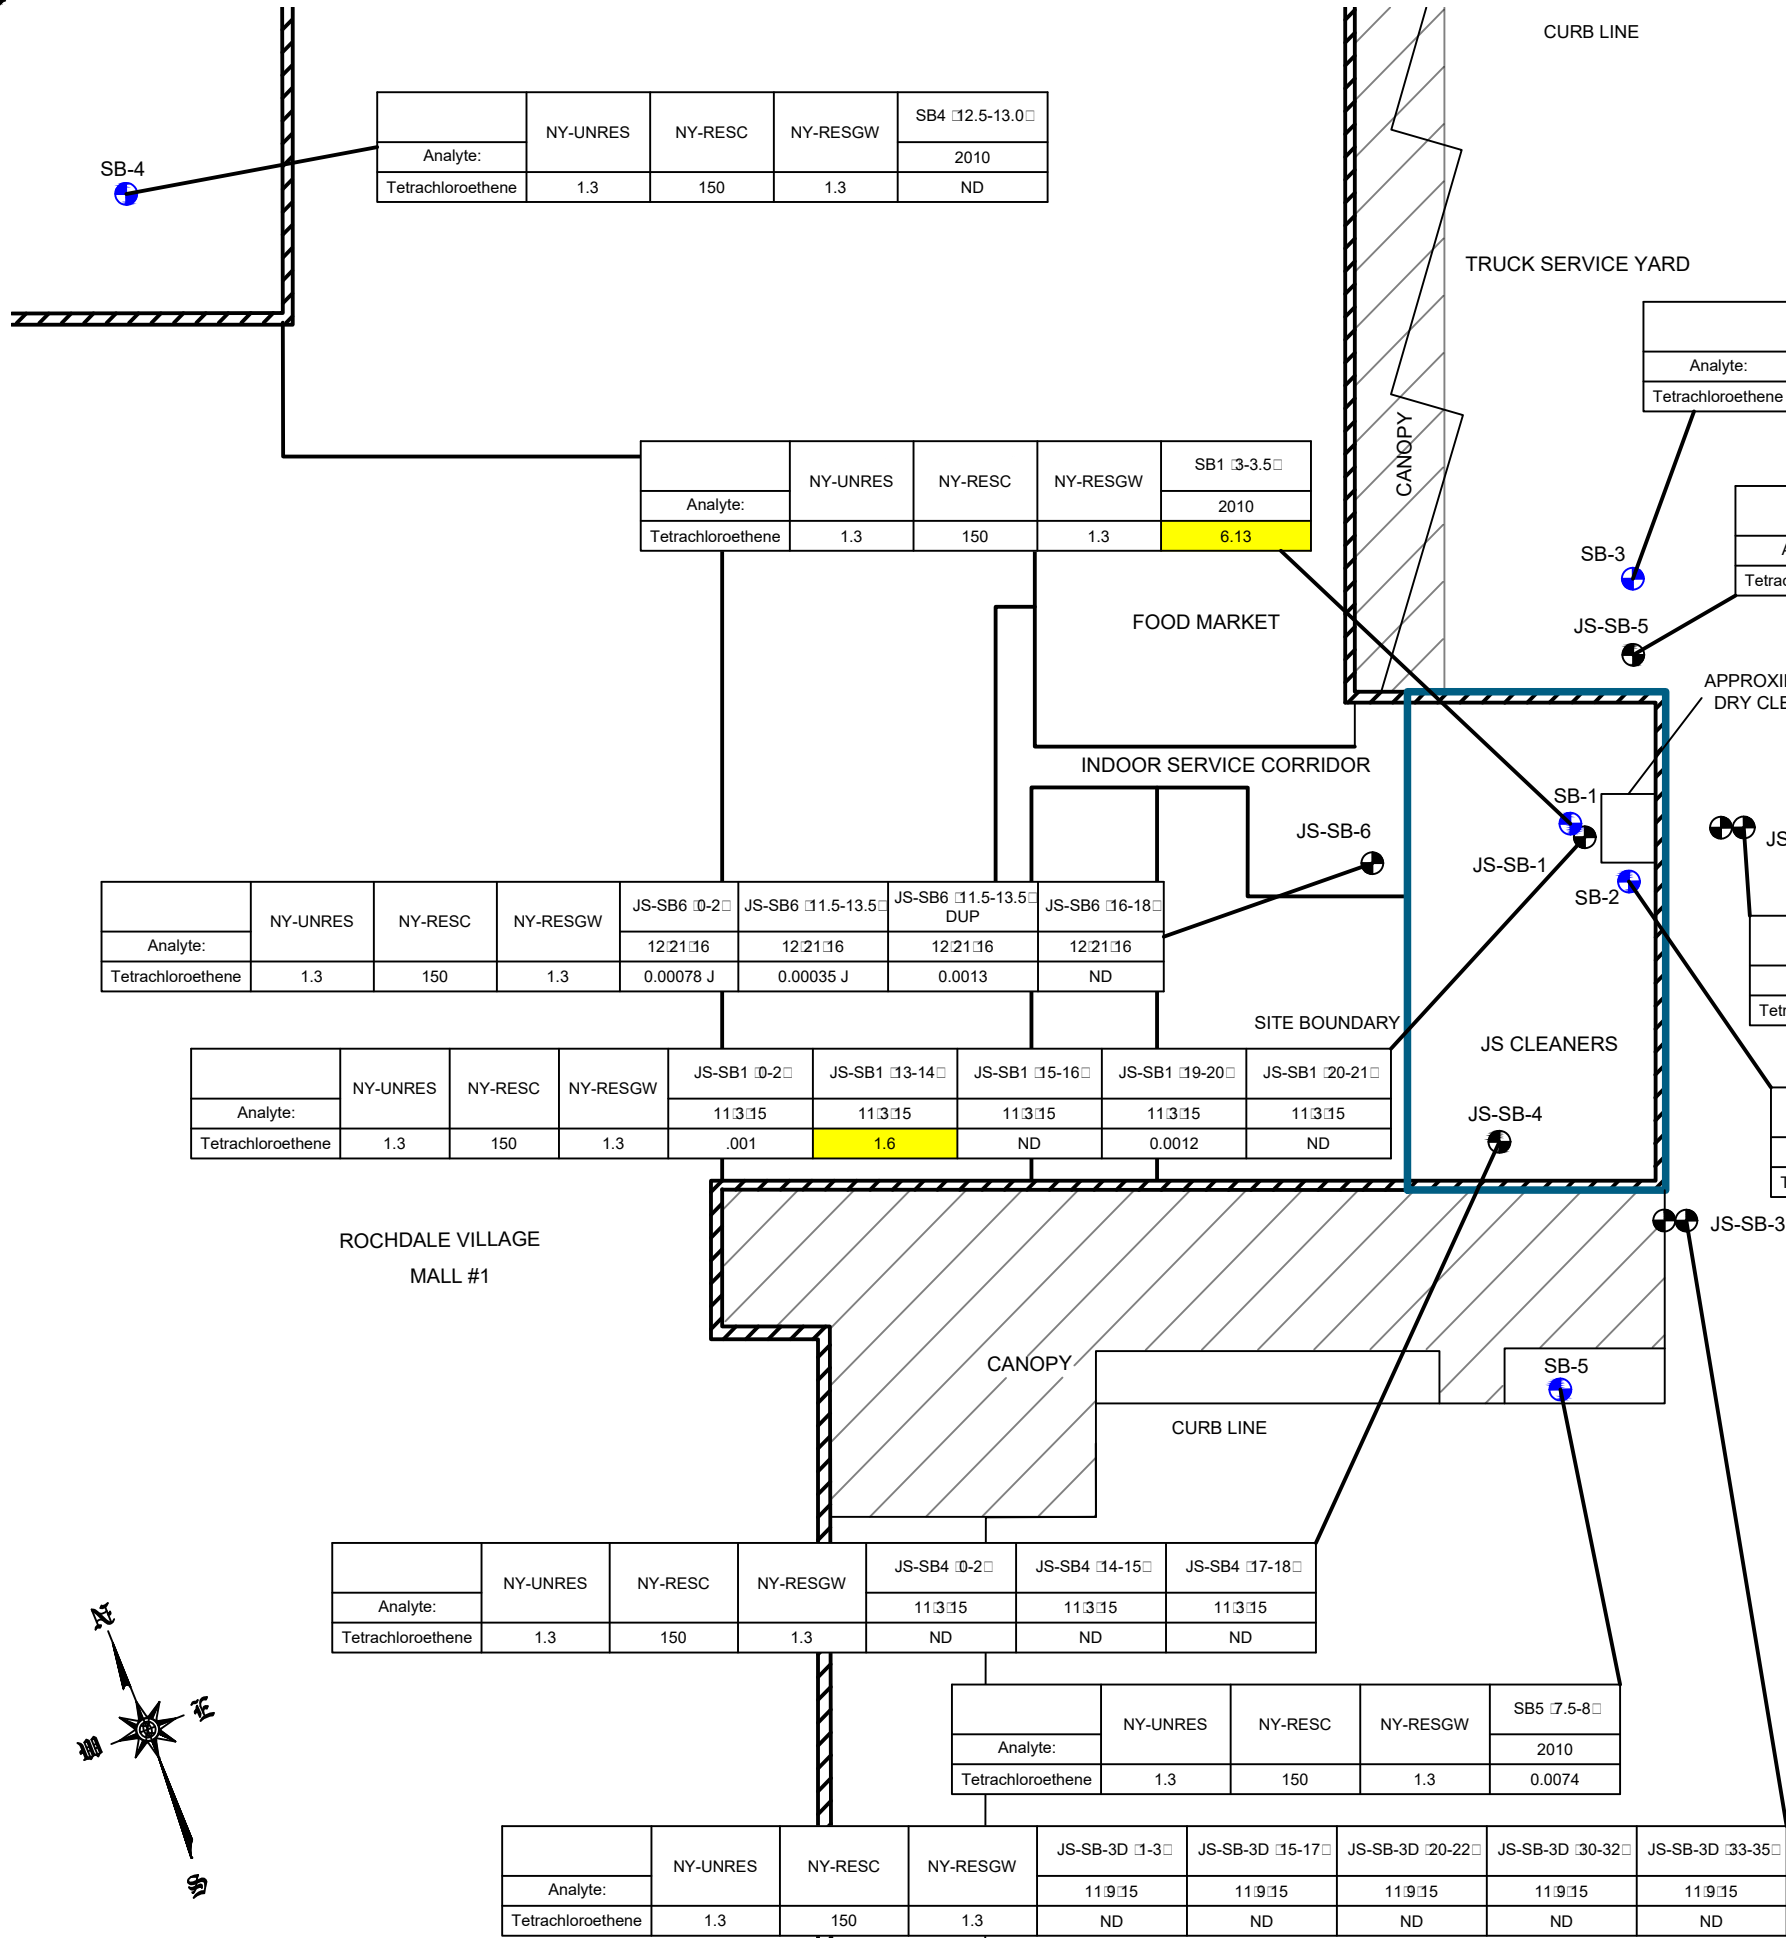 CURB LINE
NY-UNRES NY-RESC NY-RESGW SB4 12.5-13.0
Analyte: 2010
Tetrachloroethene 1.3 150 1.3 ND
SB-4
TRUCK SERVICE YARD
Analyte:
Tetrachloroethene
CANOPY
NY-UNRES NY-RESC NY-RESGW SB1 3-3.5
Analyte: 2010
Tetrachloroethene 1.3 150 1.3 6.13
SB-3
JS-SB-5
FOOD MARKET
INDOOR SERVICE CORRIDOR
SB-1
JS-SB-6
JS-SB-1
SB-2
NY-UNRES NY-RESC NY-RESGW JS-SB6 0-2 JS-SB6 11.5-13.5 JS-SB6 11.5-13.5 DUP JS-SB6 16-18
Analyte: 12 21 16 12 21 16 12 21 16 12 21 16
Tetrachloroethene 1.3 150 1.3 0.00078 J 0.00035 J 0.0013 ND
SITE BOUNDARY
JS CLEANERS
NY-UNRES NY-RESC NY-RESGW JS-SB1 0-2 JS-SB1 13-14 JS-SB1 15-16 JS-SB1 19-20 JS-SB1 20-21
Analyte: 11 3 15 11 3 15 11 3 15 11 3 15 11 3 15
Tetrachloroethene 1.3 150 1.3 .001 1.6 ND 0.0012 ND
JS-SB-4
JS-SB-3
ROCHDALE VILLAGE
MALL #1
CANOPY
SB-5
CURB LINE
NY-UNRES NY-RESC NY-RESGW JS-SB4 0-2 JS-SB4 14-15 JS-SB4 17-18
Analyte: 11 3 15 11 3 15 11 3 15
Tetrachloroethene 1.3 150 1.3 ND ND ND
N
E
W
S
NY-UNRES NY-RESC NY-RESGW SB5 7.5-8
Analyte: 2010
Tetrachloroethene 1.3 150 1.3 0.0074
NY-UNRES NY-RESC NY-RESGW JS-SB-3D 1-3 JS-SB-3D 15-17 JS-SB-3D 20-22 JS-SB-3D 30-32 JS-SB-3D 33-35
Analyte: 11 9 15 11 9 15 11 9 15 11 9 15 11 9 15
Tetrachloroethene 1.3 150 1.3 ND ND ND ND ND